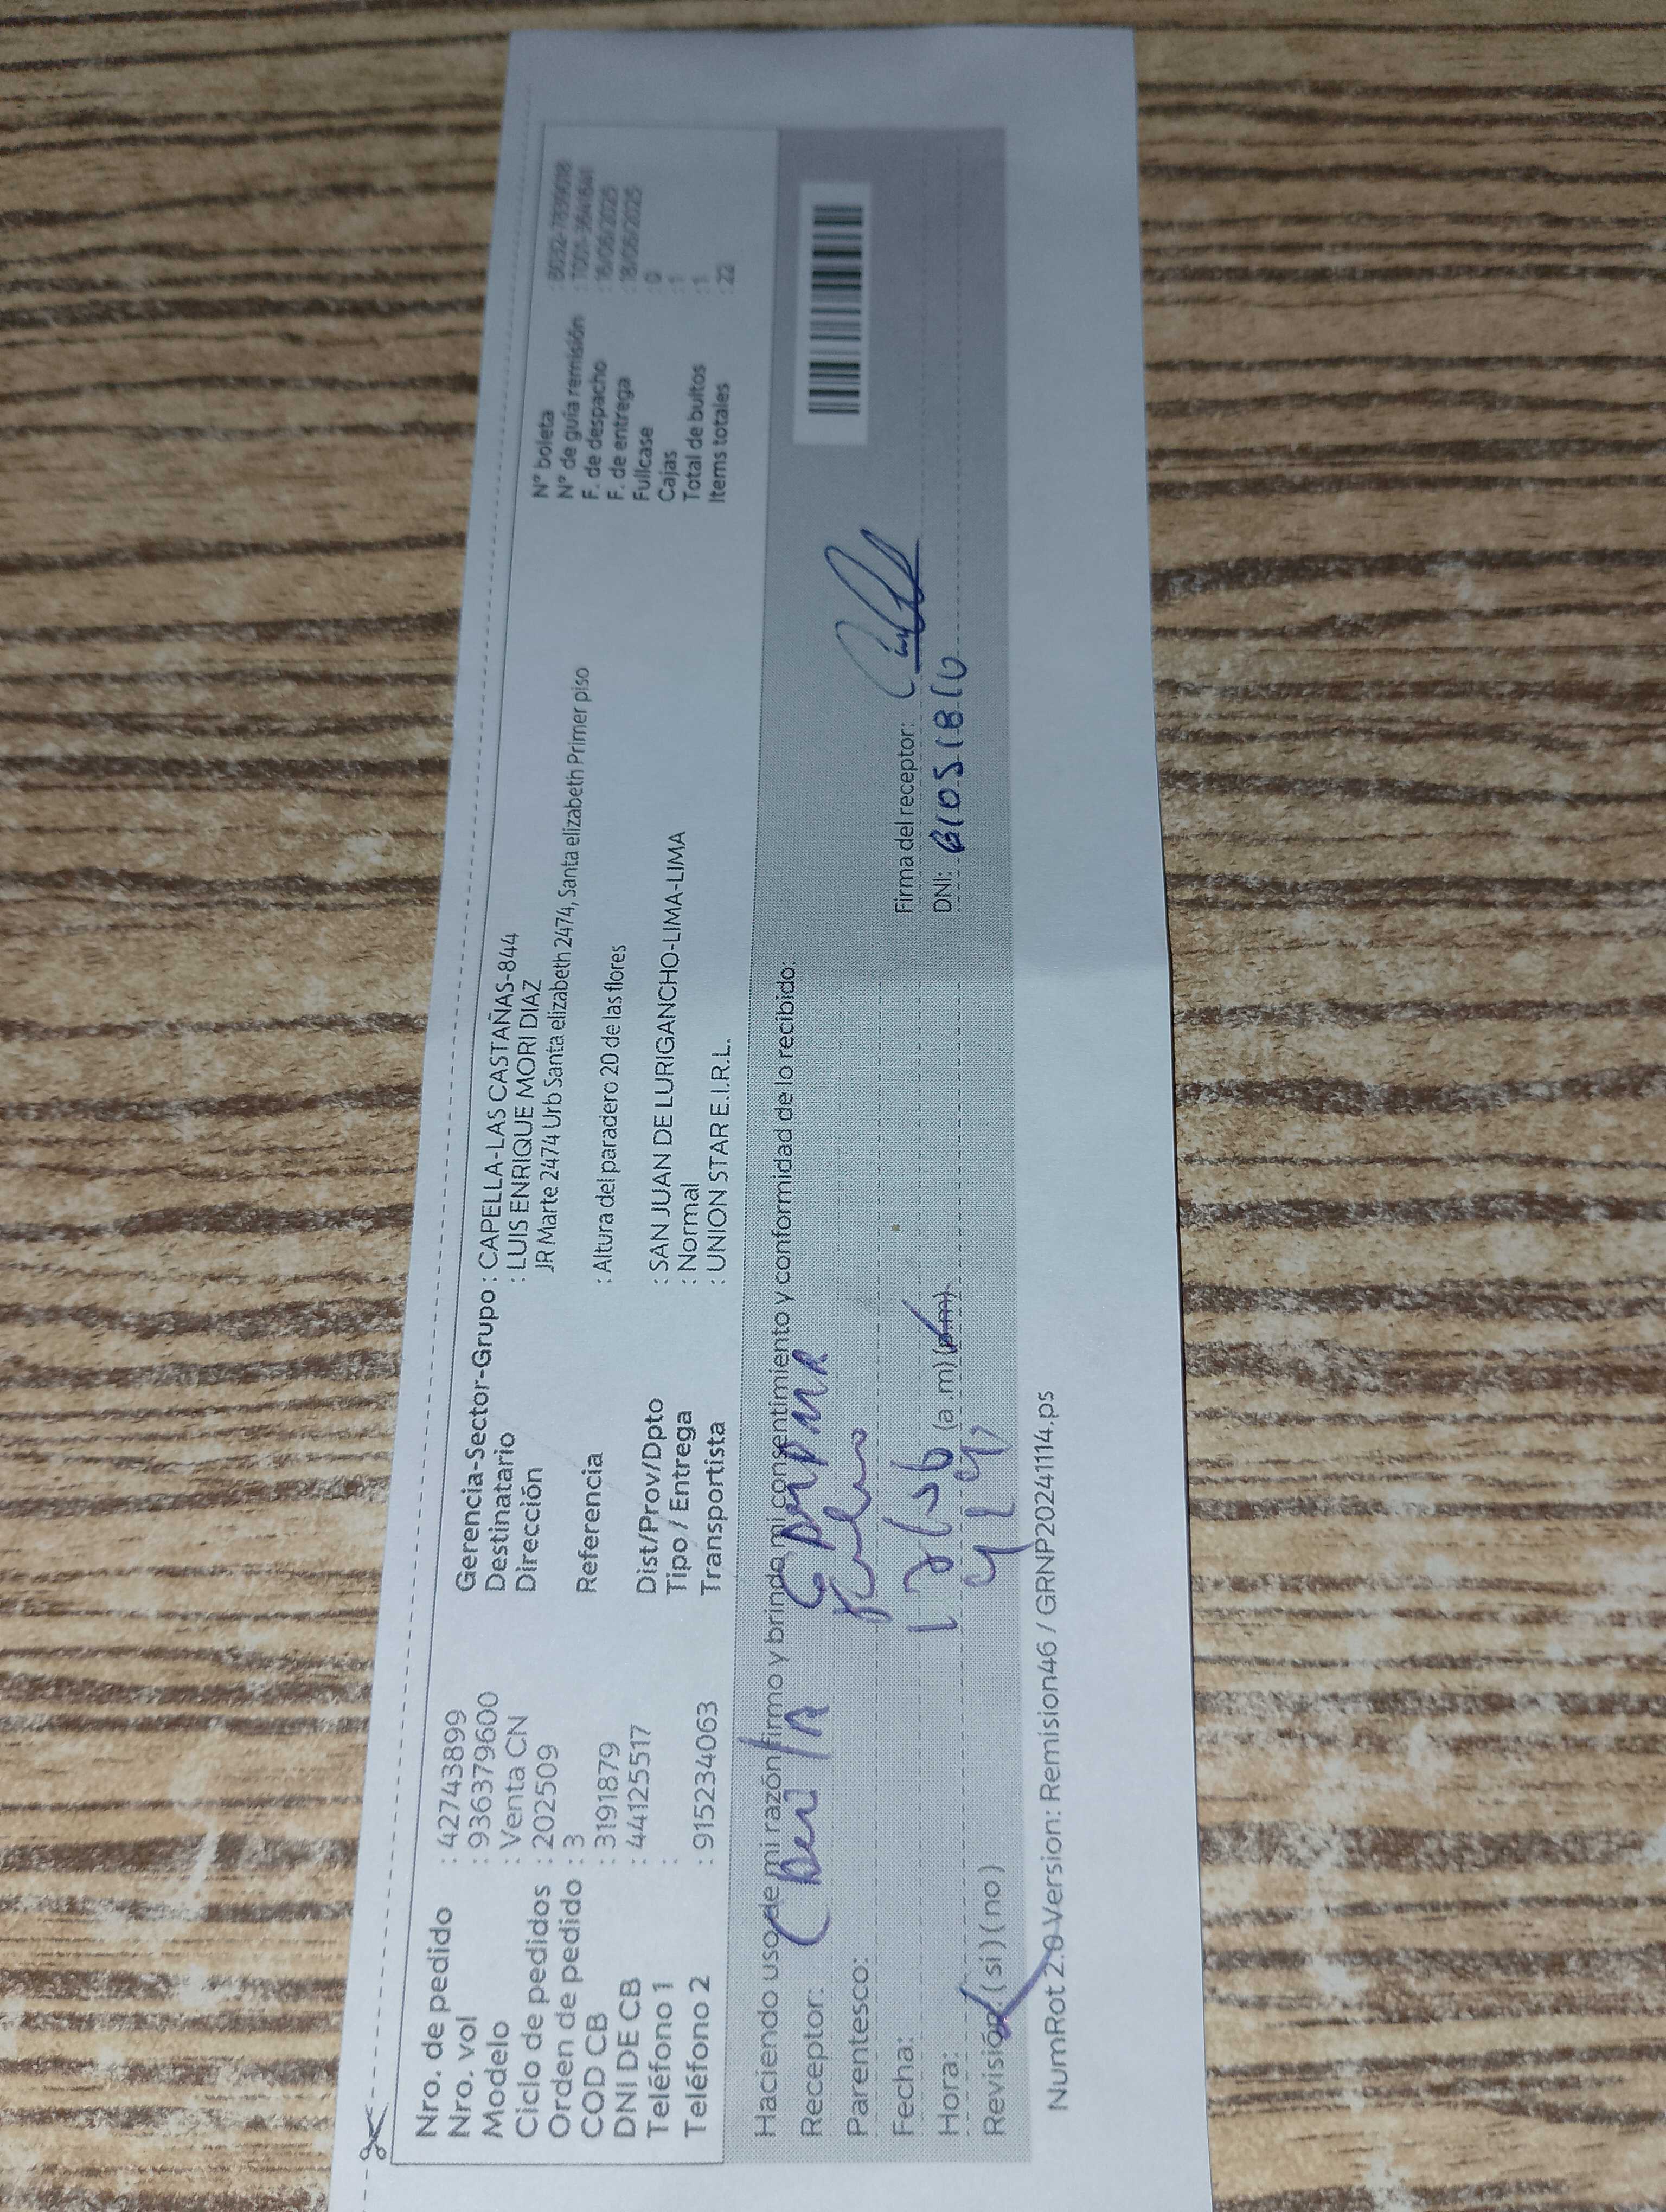 Nro. de pedido : 42743899
Nro. vol : 936379600
Modelo : Venta CN
Ciclo de pedidos : 202509
Orden de pedido : 3
COD CB : 3191879
DNI DE CB : 44125517
Teléfono 1 :
Teléfono 2 : 915234063
Gerencia-Sector-Grupo : CAPELLA-LAS CASTAÑAS-844
Destinatario : LUIS ENRIQUE MORI DIAZ
Dirección JR Marte 2474 Urb Santa elizabeth 2474, Santa elizabeth Primer piso
Referencia : Altura del paradero 20 de las flores
Dist/Prov/Dpto : SAN JUAN DE LURIGANCHO-LIMA-LIMA
Tipo / Entrega : Normal
Transportista : UNION STAR E.I.R.L.
N° boleta
N° de guía remisión
F. de despacho : 16/06/2025
F. de entrega : 18/06/2025
Fullcase : 0
Cajas : 1
Total de bultos : 1
Items totales : 22
Haciendo uso de mi razón firmo y brindo mi consentimiento y conformidad de lo recibido:
Receptor:
Parentesco:
Fecha:
Hora: (a.m) (p.m)
Revisión: (si) (no)
Firma del receptor:
DNI:
NumRot 2.0 Version: Remision46 / GRNP20241114.ps